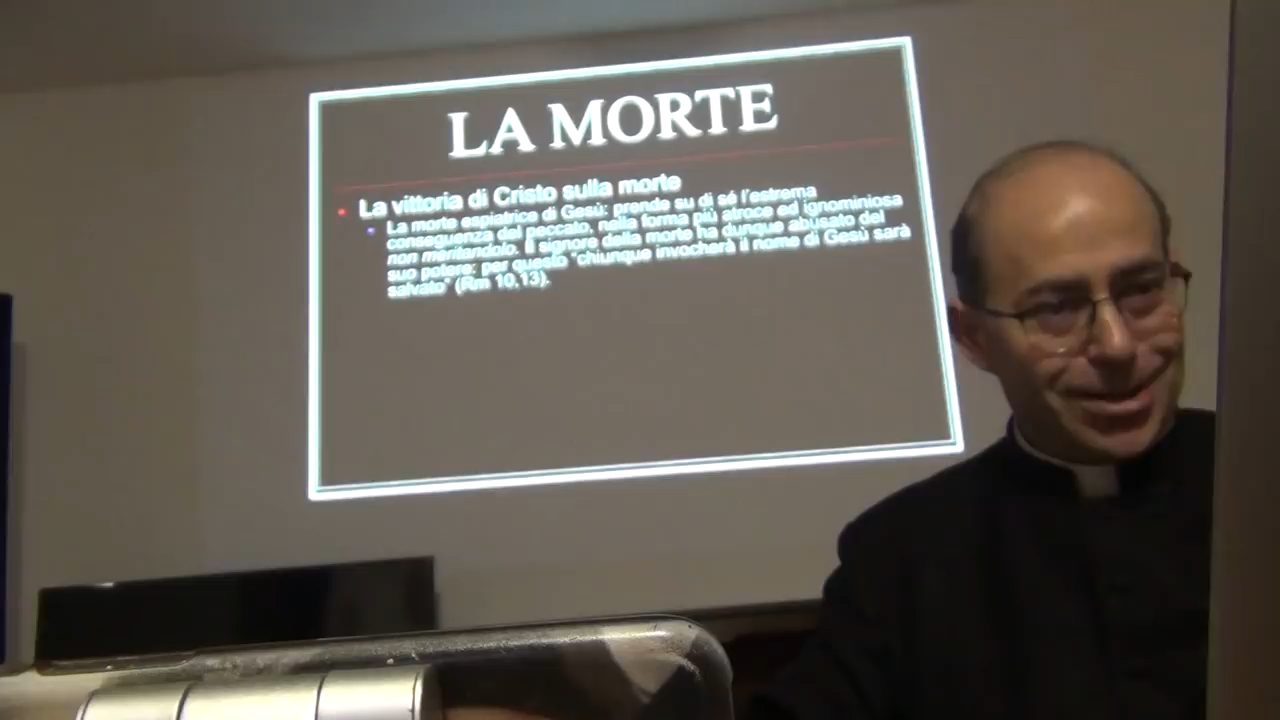 LA MORTE
La vittoria di Cristo sulla morte
La morte espiatrice di Gesù: prende su di sé l'estrema
conseguenza del peccato, nella forma più atroce ed ignominiosa
non meritandolo. Il signore della morte ha dunque abusato del
suo potere: per questo "chiunque invocherà il nome di Gesù sarà
salvato" (Rm 10,13).